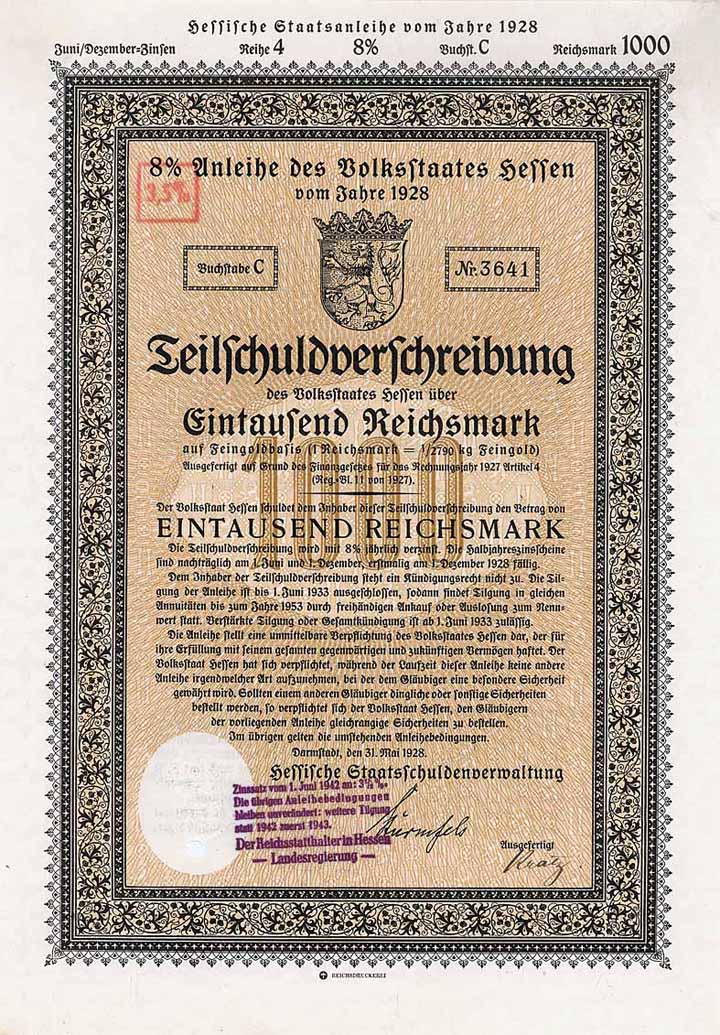 Hessische Staatsanleihe vom Jahre 1928
Juni/Dezember=Zinsen Reihe 4 8% Buchst. C Reichsmark 1000
8% Anleihe des Volksstaates Hessen
vom Jahre 1928
3,5%
Buchstabe C
Nr. 3641
Teilschuldverschreibung
des Volksstaates Hessen über
Eintausend Reichsmark
auf Feingoldbasis (1 Reichsmark = 1/2790 kg Feingold)
Ausgefertigt auf Grund des Finanzgesetzes für das Rechnungsjahr 1927 Artikel 4
(Reg.-Bl. 11 von 1927).
1000
Der Volksstaat Hessen schuldet dem Inhaber dieser Teilschuldverschreibung den Betrag von
EINTAUSEND REICHSMARK
Die Teilschuldverschreibung wird mit 8% jährlich verzinst. Die Halbjahreszinsscheine
sind nachträglich am 1. Juni und 1. Dezember, erstmalig am 1. Dezember 1928 fällig.
Dem Inhaber der Teilschuldverschreibung steht ein Kündigungsrecht nicht zu. Die Til-
gung der Anleihe ist bis 1. Juni 1933 ausgeschlossen, sodann findet Tilgung in gleichen
Annuitäten bis zum Jahre 1953 durch freihändigen Ankauf oder Auslosung zum Nenn-
wert statt. Verstärkte Tilgung oder Gesamtkündigung ist ab 1. Juni 1933 zulässig.
Die Anleihe stellt eine unmittelbare Verpflichtung des Volksstaates Hessen dar, der für
ihre Erfüllung mit seinem gesamten gegenwärtigen und zukünftigen Vermögen haftet. Der
Volksstaat Hessen hat sich verpflichtet, während der Laufzeit dieser Anleihe keine andere
Anleihe irgendwelcher Art aufzunehmen, bei der dem Gläubiger eine besondere Sicherheit
gewährt wird. Sollten einem anderen Gläubiger dingliche oder sonstige Sicherheiten
bestellt werden, so verpflichtet sich der Volksstaat Hessen, den Gläubigern
der vorliegenden Anleihe gleichrangige Sicherheiten zu bestellen.
Im übrigen gelten die umstehenden Anleihebedingungen.
Darmstadt, den 31. Mai 1928.
Hessische Staatsschuldenverwaltung
Zinssatz vom 1. Juni 1942 an: 3½%.
Die übrigen Anleihebedingungen
bleiben unverändert: weitere Tilgung
statt 1942 zuerst 1943.
Der Reichsstatthalter in Hessen
— Landesregierung —
Ausgefertigt
Kratz
REICHSDRUCKEREI